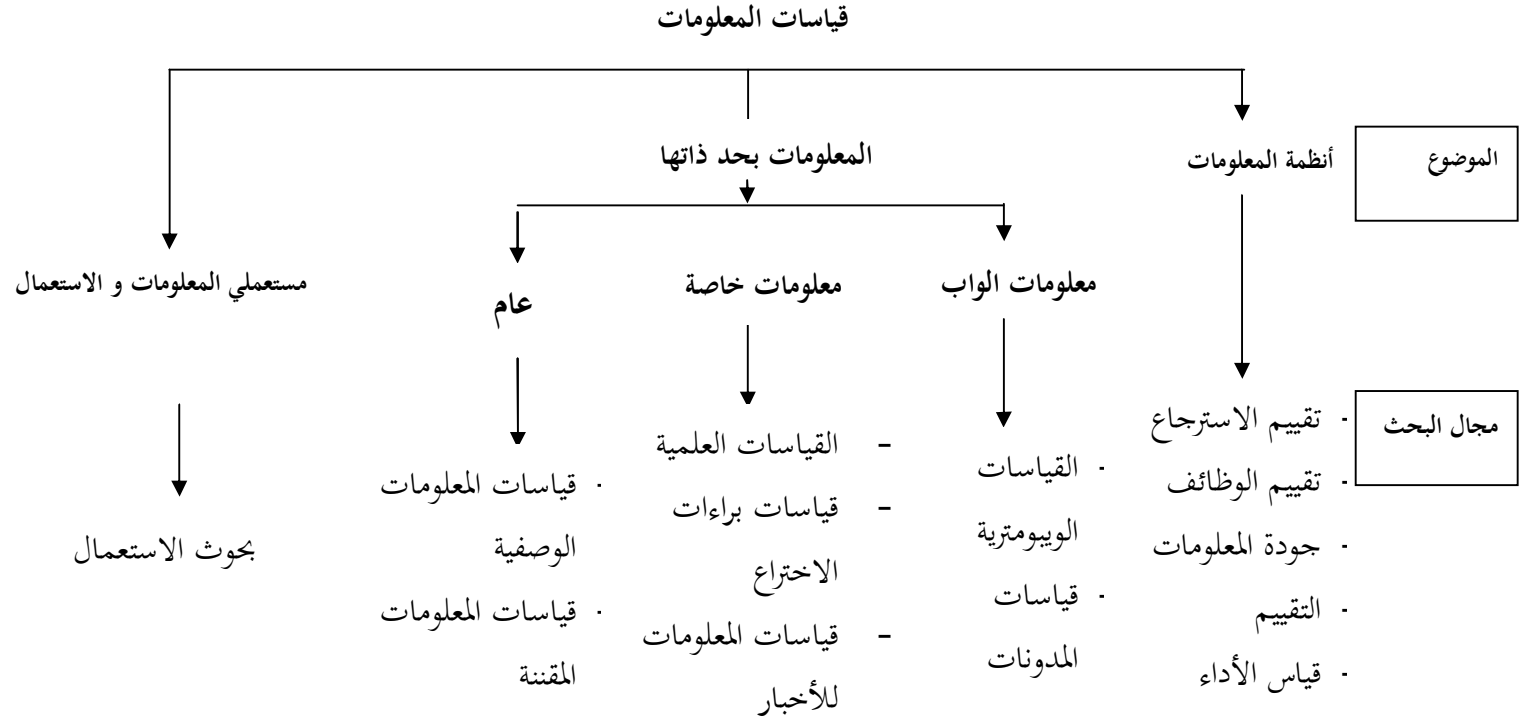 قياسات المعلومات
الموضوع
أنظمة المعلومات
المعلومات بحد ذاتها
معلومات الواب
معلومات خاصة
عام
مستعملي المعلومات و الاستعمال
مجال البحث
- تقييم الاسترجاع
- تقييم الوظائف
- جودة المعلومات
- التقييم
- قياس الأداء
- القياسات
الويبومترية
- قياسات
المدونات
- القياسات العلمية
- قياسات براءات
الاختراع
- قياسات المعلومات
للأخبار
- قياسات المعلومات
الوصفية
- قياسات المعلومات
المقننة
بحوث الاستعمال